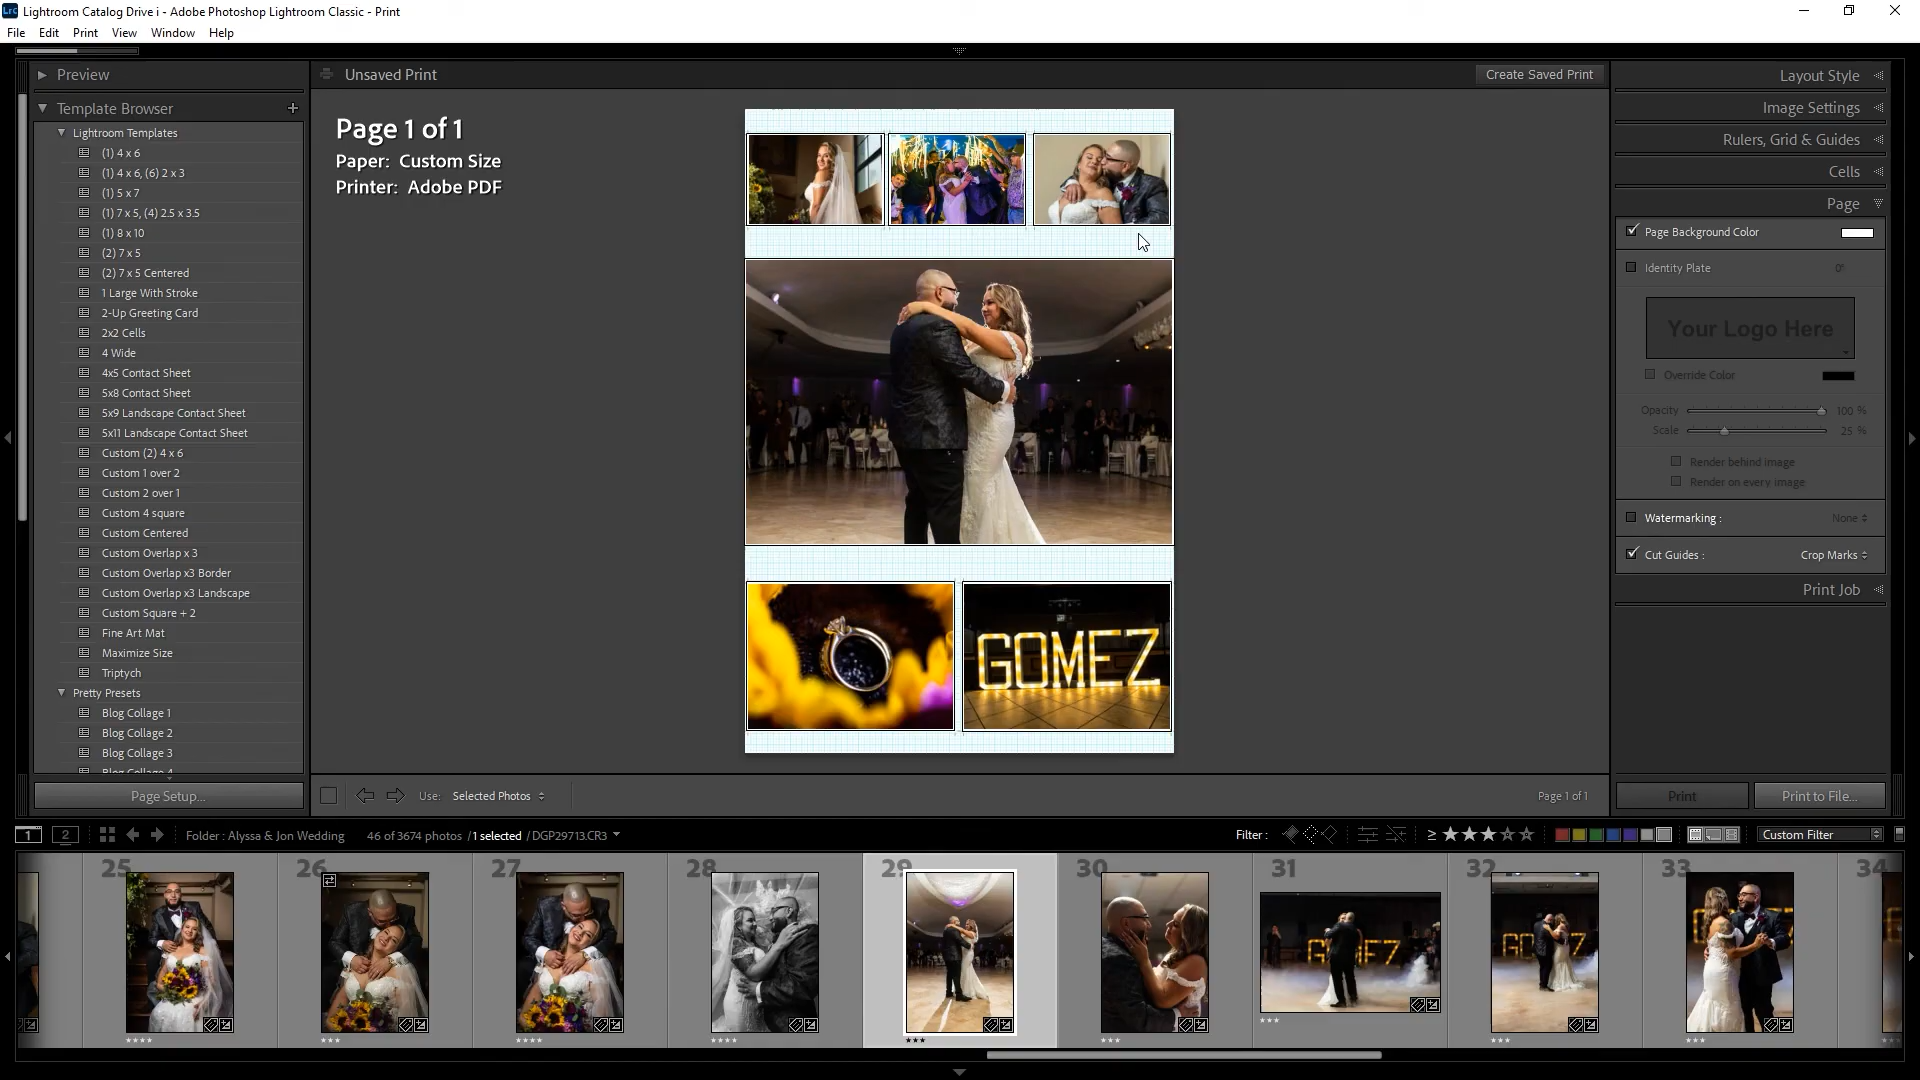 Lightroom Catalog Drive i - Adobe Photoshop Lightroom Classic - Print
File Edit Print View Window Help
Preview
Unsaved Print
Create Saved Print
Template Browser
Lightroom Templates
(1) 4 x 6
(1) 4 x 6, (6) 2 x 3
(1) 5 x 7
(1) 7 x 5, (4) 2.5 x 3.5
(1) 8 x 10
(2) 7 x 5
(2) 7 x 5 Centered
1 Large With Stroke
2-Up Greeting Card
2x2 Cells
4 Wide
4x5 Contact Sheet
5x8 Contact Sheet
5x9 Landscape Contact Sheet
5x11 Landscape Contact Sheet
Custom (2) 4 x 6
Custom 1 over 2
Custom 2 over 1
Custom 4 square
Custom Centered
Custom Overlap x 3
Custom Overlap x3 Border
Custom Overlap x3 Landscape
Custom Square + 2
Fine Art Mat
Maximize Size
Triptych
Pretty Presets
Blog Collage 1
Blog Collage 2
Blog Collage 3
Blog Collage 4
Page Setup...
Page 1 of 1
Paper: Custom Size
Printer: Adobe PDF
GOMEZ
Use: Selected Photos
Page 1 of 1
Layout Style
Image Settings
Rulers, Grid & Guides
Cells
Page
Page Background Color
Identity Plate 0°
Your Logo Here
Override Color
Opacity 100 %
Scale 25 %
Render behind image
Render on every image
Watermarking : None
Cut Guides : Crop Marks
Print Job
Print
Print to File...
1 2 Folder : Alyssa & Jon Wedding 46 of 3674 photos / 1 selected / DGP29713.CR3
Filter : ≥ Custom Filter
25 26 27 28 29 30 31 32 33 34
GOMEZ